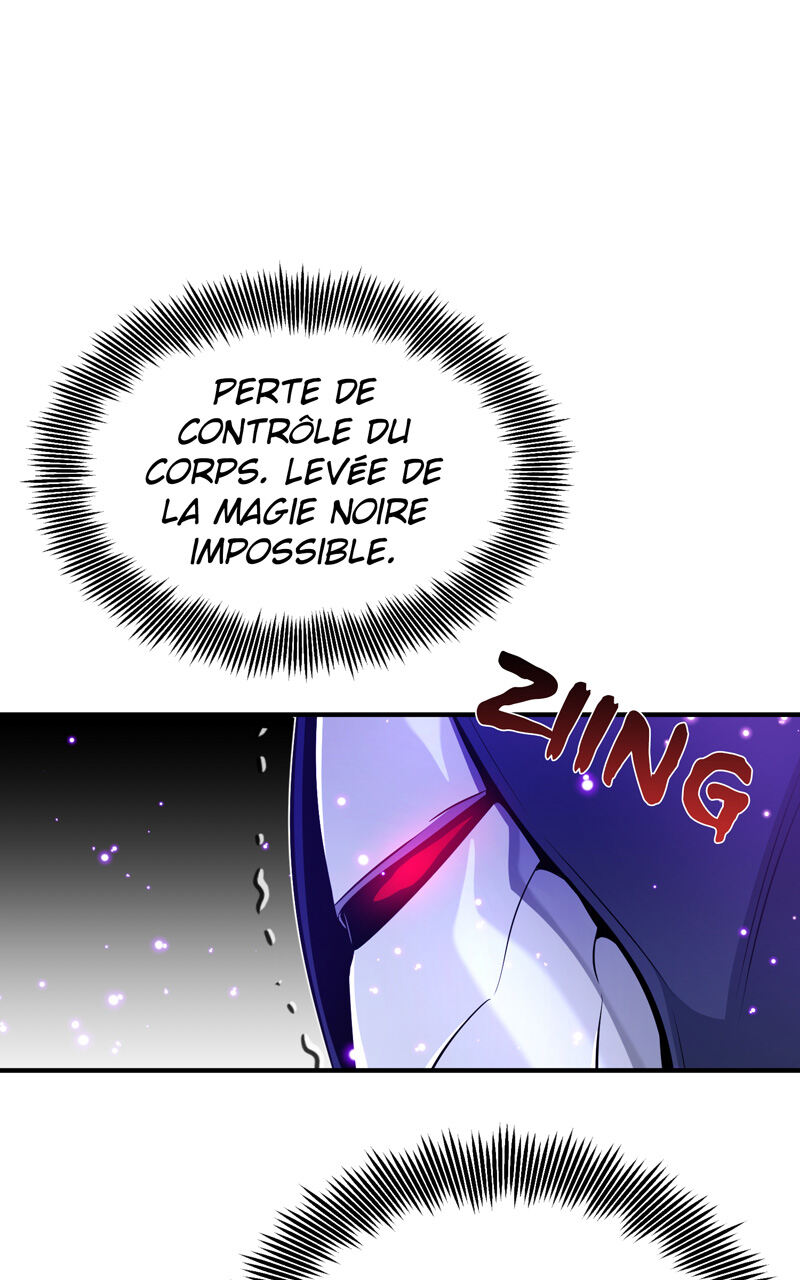 PERTE DE
CONTRÔLE DU
CORPS. LEVÉE DE
LA MAGIE NOIRE
IMPOSSIBLE.
ZIING